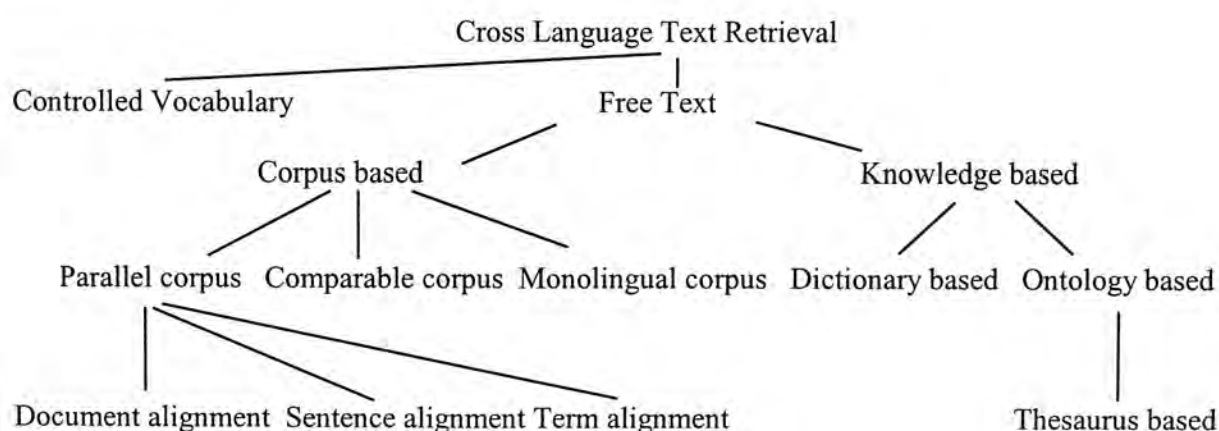 Cross Language Text Retrieval
Controlled Vocabulary Free Text
Corpus based Knowledge based
Parallel corpus Comparable corpus Monolingual corpus Dictionary based Ontology based
Document alignment Sentence alignment Term alignment Thesaurus based